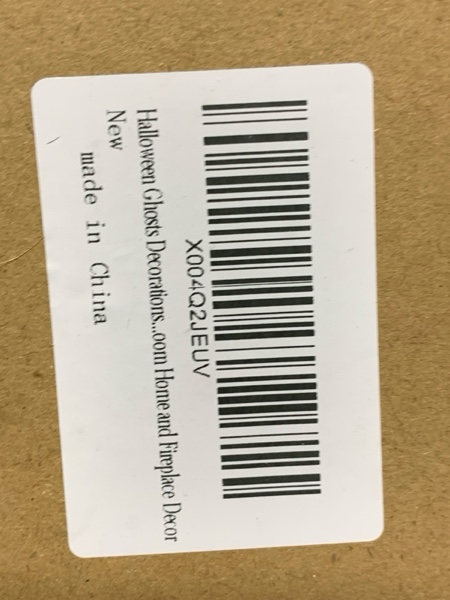 X004Q2JEUV
Halloween Ghosts Decorations...oom Home and Fireplace Decor
New
made in China